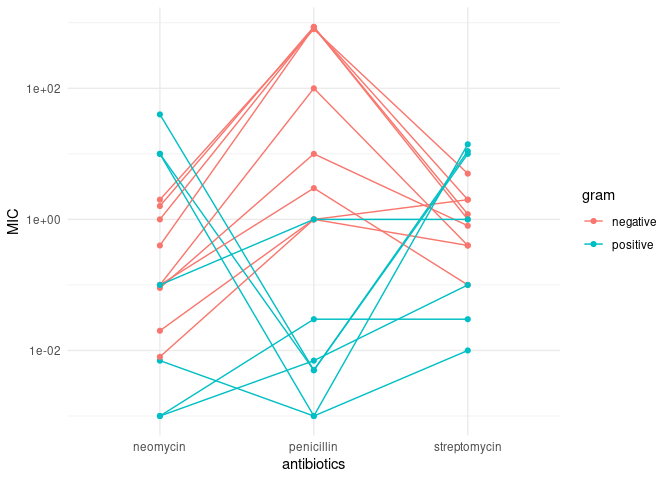 MIC
1e+02
1e+00
1e-02
neomycin
penicillin
streptomycin
antibiotics
gram
negative
positive